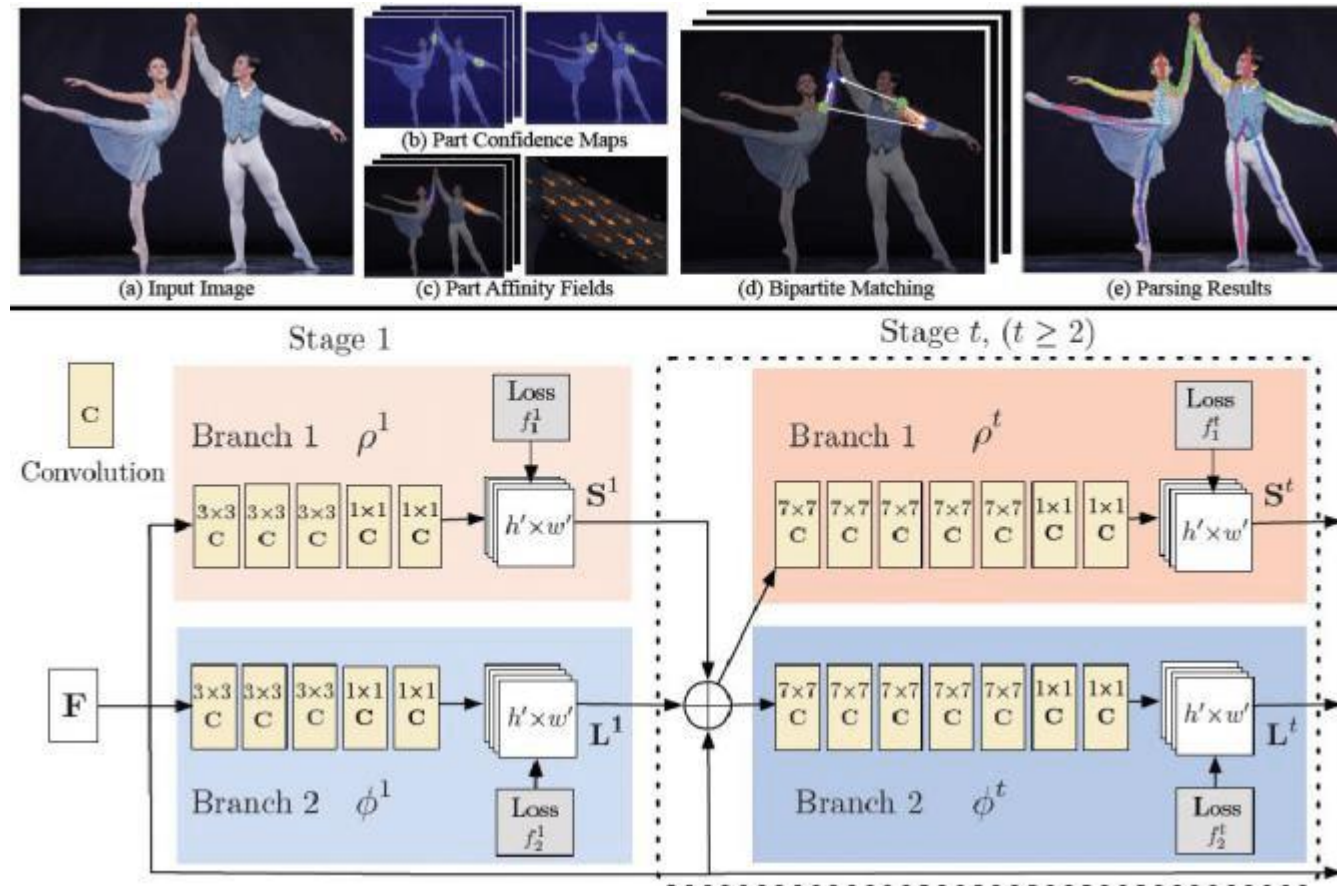 (a) Input Image
(b) Part Confidence Maps
(c) Part Affinity Fields
(d) Bipartite Matching
(e) Parsing Results
Stage 1
Stage t, (t ≥ 2)
C
Convolution
Branch 1 ρ¹
Loss
f₁¹
3×3 C
3×3 C
3×3 C
1×1 C
1×1 C
h′×w′
S¹
Branch 1 ρᵗ
Loss
f₁ᵗ
7×7 C
7×7 C
7×7 C
7×7 C
7×7 C
1×1 C
1×1 C
h′×w′
Sᵗ
F
3×3 C
3×3 C
3×3 C
1×1 C
1×1 C
h′×w′
L¹
Branch 2 ϕ¹
Loss
f₂¹
7×7 C
7×7 C
7×7 C
7×7 C
7×7 C
1×1 C
1×1 C
h′×w′
Lᵗ
Branch 2 ϕᵗ
Loss
f₂ᵗ